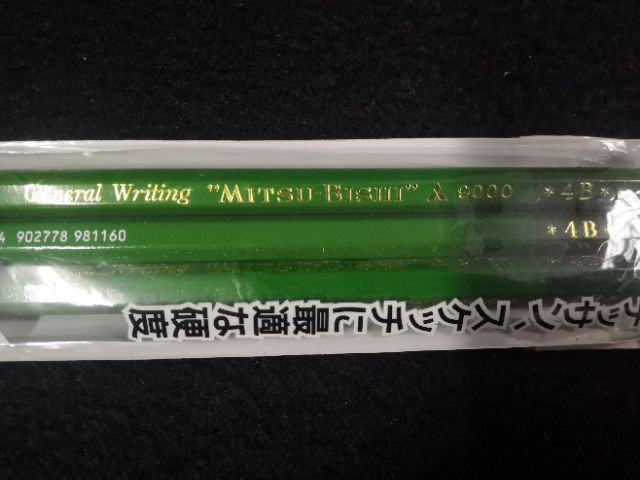 General Writing "MITSU-BISHI" 9000 *4B*
4 902778 981160 *4B*
デッサン、スケッチに最適な硬度